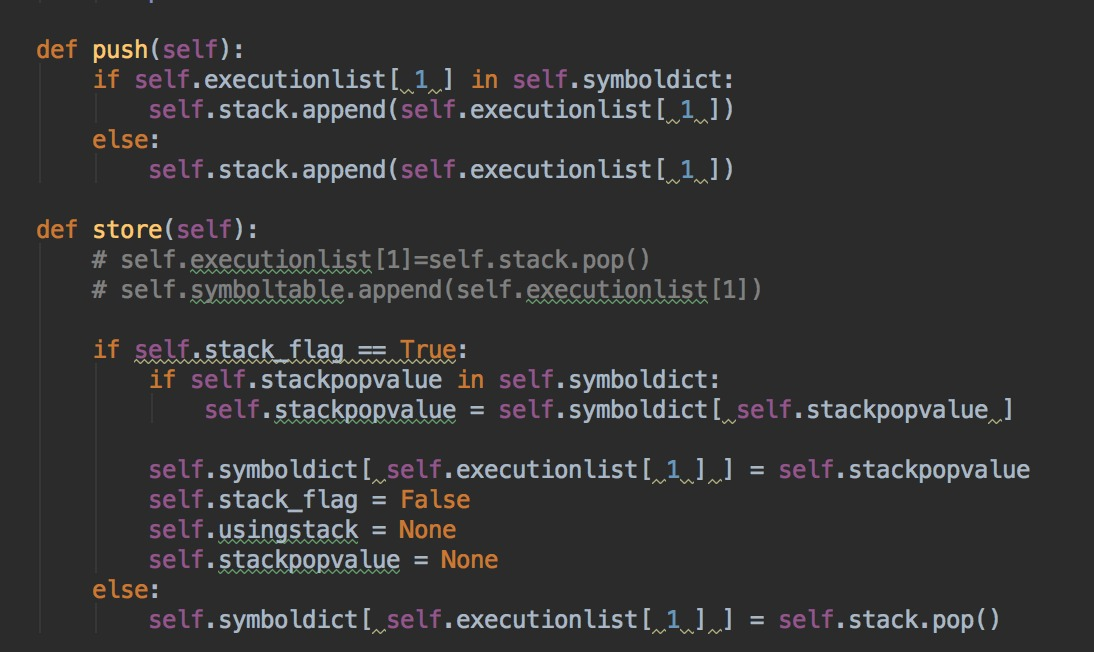 def push(self):
    if self.executionlist[ 1 ] in self.symboldict:
        self.stack.append(self.executionlist[ 1 ])
    else:
        self.stack.append(self.executionlist[ 1 ])

def store(self):
    # self.executionlist[1]=self.stack.pop()
    # self.symboltable.append(self.executionlist[1])

    if self.stack_flag == True:
        if self.stackpopvalue in self.symboldict:
            self.stackpopvalue = self.symboldict[ self.stackpopvalue ]

        self.symboldict[ self.executionlist[ 1 ] ] = self.stackpopvalue
        self.stack_flag = False
        self.usingstack = None
        self.stackpopvalue = None
    else:
        self.symboldict[ self.executionlist[ 1 ] ] = self.stack.pop()